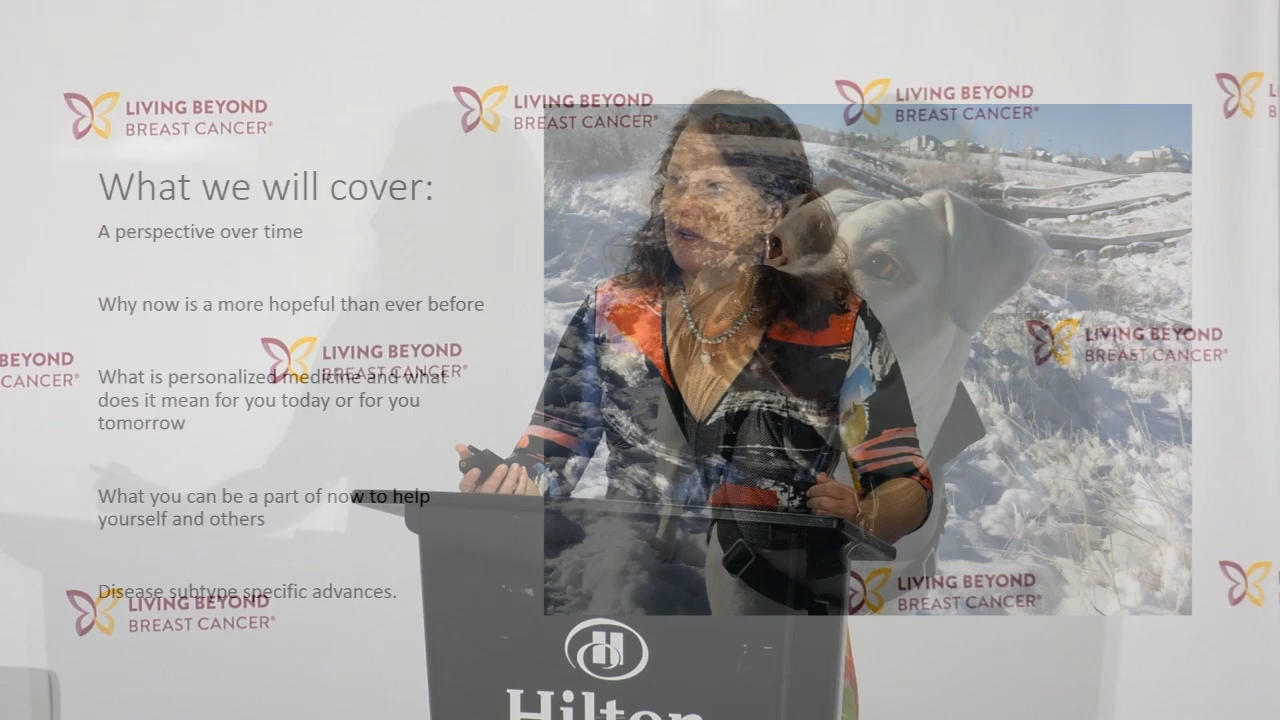 LIVING BEYOND
BREAST CANCER®
LIVING BEYOND
BREAST CANCER®
LIVING BEYOND
BREAST CANCER®
L
B
What we will cover:
A perspective over time
Why now is a more hopeful than ever before
BEYOND
CANCER®
LIVING BEYOND
BREAST CANCER®
LIVING BEYOND
BREAST CANCER®
What is personalized medicine and what
does it mean for you today or for you
tomorrow
What you can be a part of now to help
yourself and others
Disease subtype specific advances.
LIVING BEYOND
BREAST CANCER®
LIVING BEYOND
BREAST CANCER®
H
Hilton